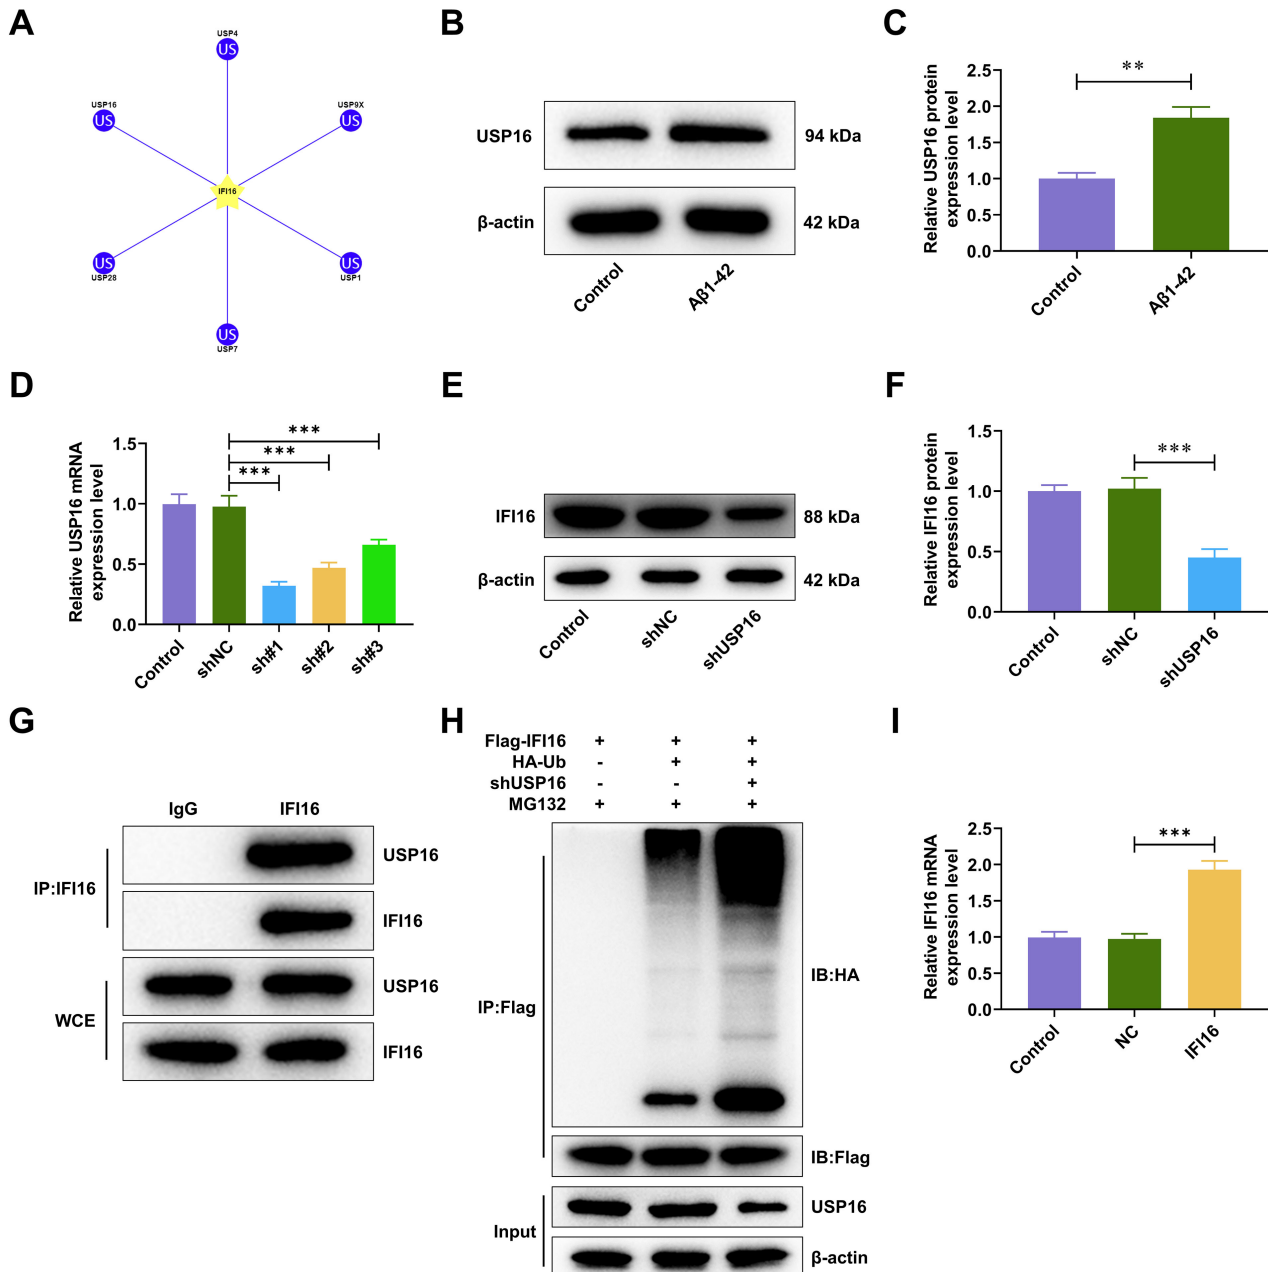 A
USP4
USP16
US
US
USP9X
US
IFI16
US
USP28
US
USP1
US
USP7
B
USP16
94 kDa
β-actin
42 kDa
Control
Aβ1-42
C
Relative USP16 protein
expression level
2.5
2.0
1.5
1.0
0.5
0.0
**
Control
Aβ1-42
D
Relative USP16 mRNA
expression level
1.5
1.0
0.5
0.0
***
***
***
Control
shNC
sh#1
sh#2
sh#3
E
IFI16
88 kDa
β-actin
42 kDa
Control
shNC
shUSP16
F
Relative IFI16 protein
expression level
1.5
1.0
0.5
0.0
***
Control
shNC
shUSP16
G
IgG
IFI16
IP:IFI16
USP16
IFI16
WCE
USP16
IFI16
H
Flag-IFI16 + + +
HA-Ub - + +
shUSP16 - - +
MG132 + + +
IP:Flag
IB:HA
IB:Flag
Input
USP16
β-actin
I
Relative IFI16 mRNA
expression level
2.5
2.0
1.5
1.0
0.5
0.0
***
Control
NC
IFI16